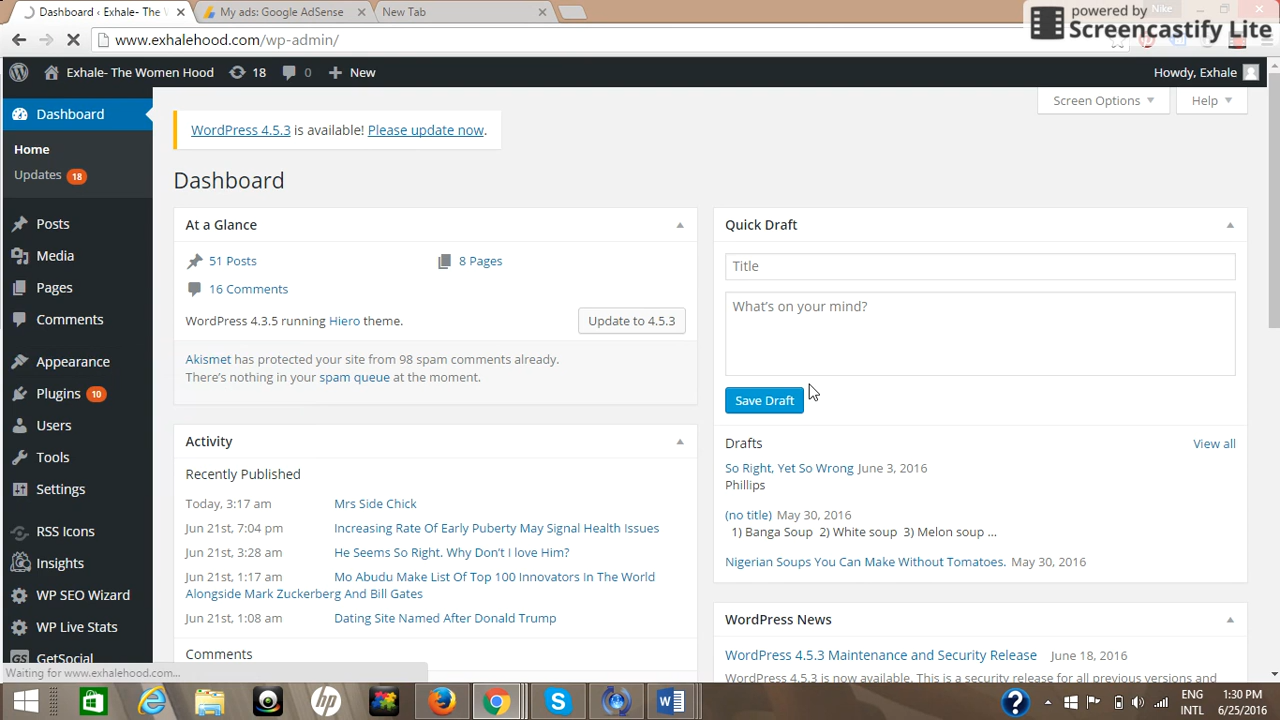 Dashboard ‹ Exhale- The W
My ads: Google AdSense
New Tab
Nike
powered by
Screencastify Lite
www.exhalehood.com/wp-admin/
Exhale- The Women Hood 18 0 New
Howdy, Exhale
Dashboard
Home
Updates 18
Posts
Media
Pages
Comments
Appearance
Plugins 10
Users
Tools
Settings
RSS Icons
Insights
WP SEO Wizard
WP Live Stats
GetSocial
Screen Options
Help
WordPress 4.5.3 is available! Please update now.
Dashboard
At a Glance
51 Posts
8 Pages
16 Comments
WordPress 4.3.5 running Hiero theme.
Update to 4.5.3
Akismet has protected your site from 98 spam comments already.
There's nothing in your spam queue at the moment.
Activity
Recently Published
Today, 3:17 am Mrs Side Chick
Jun 21st, 7:04 pm Increasing Rate Of Early Puberty May Signal Health Issues
Jun 21st, 3:28 am He Seems So Right. Why Don't I love Him?
Jun 21st, 1:17 am Mo Abudu Make List Of Top 100 Innovators In The World
Alongside Mark Zuckerberg And Bill Gates
Jun 21st, 1:08 am Dating Site Named After Donald Trump
Comments
Quick Draft
Title
What's on your mind?
Save Draft
Drafts
View all
So Right, Yet So Wrong June 3, 2016
Phillips
(no title) May 30, 2016
1) Banga Soup 2) White soup 3) Melon soup …
Nigerian Soups You Can Make Without Tomatoes. May 30, 2016
WordPress News
WordPress 4.5.3 Maintenance and Security Release June 18, 2016
WordPress 4.5.3 is now available. This is a security release for all previous versions and
Waiting for www.exhalehood.com...
ENG
INTL
1:30 PM
6/25/2016